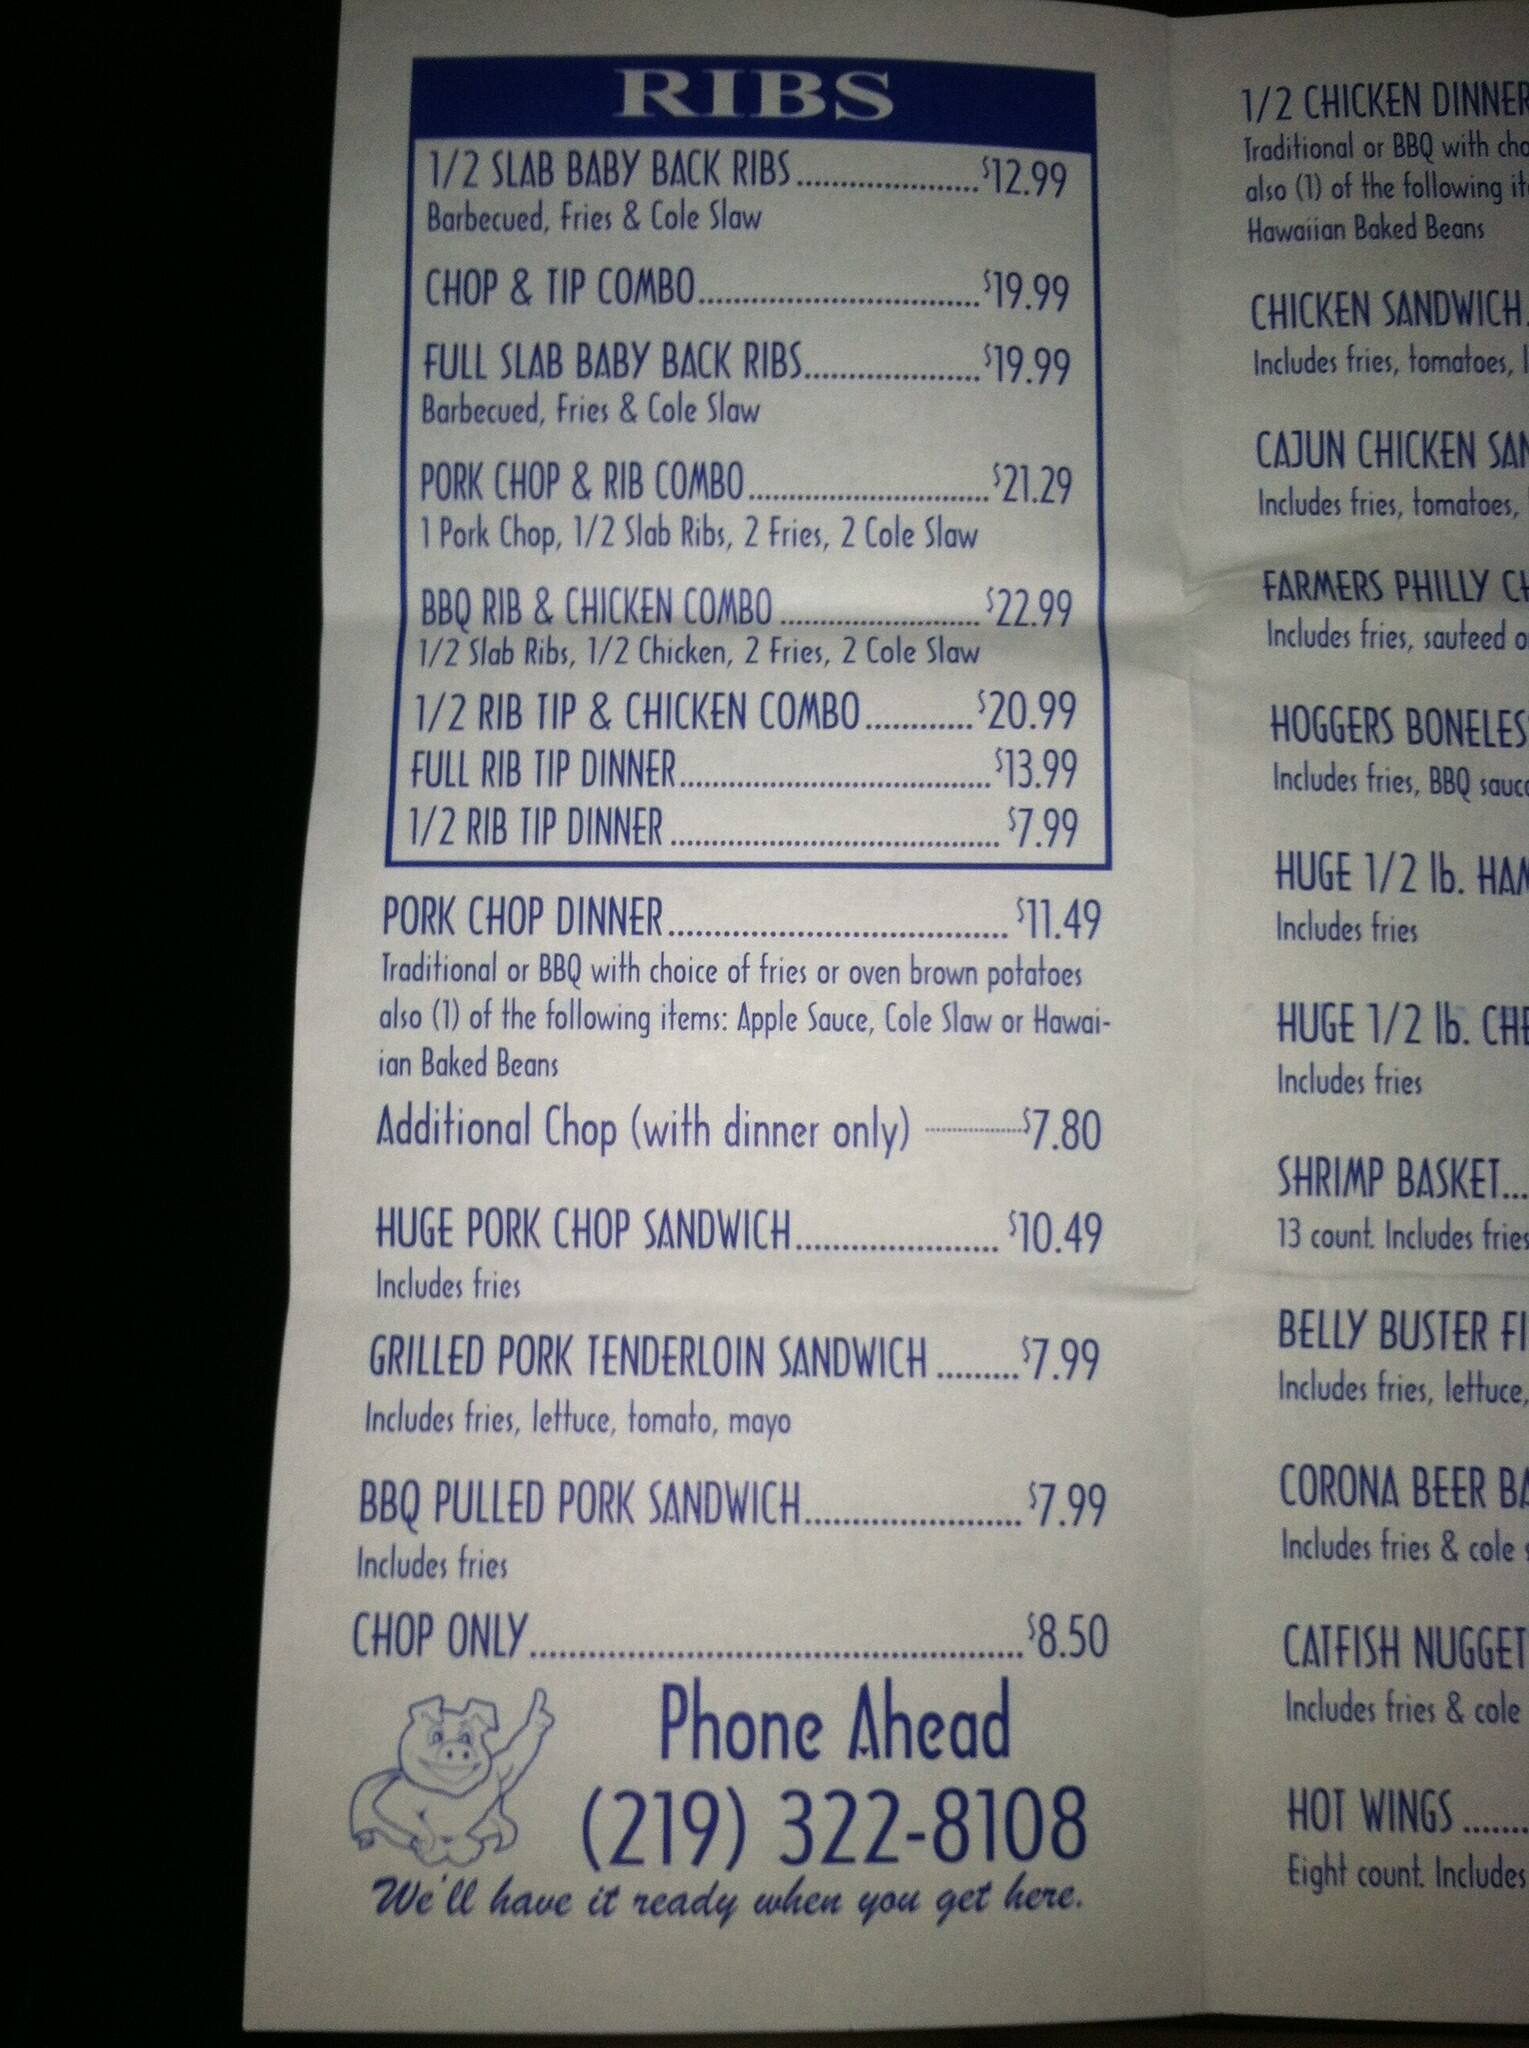 RIBS
1/2 SLAB BABY BACK RIBS......................$12.99
Barbecued, Fries & Cole Slaw
CHOP & TIP COMBO.................................$19.99
FULL SLAB BABY BACK RIBS.....................$19.99
Barbecued, Fries & Cole Slaw
PORK CHOP & RIB COMBO..............................$21.29
1 Pork Chop, 1/2 Slab Ribs, 2 Fries, 2 Cole Slaw
BBQ RIB & CHICKEN COMBO .........................$22.99
1/2 Slab Ribs, 1/2 Chicken, 2 Fries, 2 Cole Slaw
1/2 RIB TIP & CHICKEN COMBO............$20.99
FULL RIB TIP DINNER.......................................$13.99
1/2 RIB TIP DINNER ......................................... $7.99
PORK CHOP DINNER..................................... $11.49
Traditional or BBQ with choice of fries or oven brown potatoes
also (1) of the following items: Apple Sauce, Cole Slaw or Hawai-
ian Baked Beans
Additional Chop (with dinner only) ..................$7.80
HUGE PORK CHOP SANDWICH...................... $10.49
Includes fries
GRILLED PORK TENDERLOIN SANDWICH .........$7.99
Includes fries, lettuce, tomato, mayo
BBQ PULLED PORK SANDWICH...................... $7.99
Includes fries
CHOP ONLY...................................................$8.50
Phone Ahead
(219) 322-8108
We'll have it ready when you get here.
1/2 CHICKEN DINNER
Traditional or BBQ with
also (1) of the following
Hawaiian Baked Beans
CHICKEN SANDWICH.
Includes fries, tomatoes,
CAJUN CHICKEN
Includes fries, tomatoes,
FARMERS PHILLY
Includes fries, sauteed
HOGGERS
Includes fries, BBQ
HUGE 1/2 lb.
Includes fries
HUGE 1/2 lb.
Includes fries
SHRIMP BASKET...
13 count. Includes fries
BELLY BUSTER
Includes fries, lettuce,
CORONA BEER
Includes fries & cole
CATFISH
Includes fries & cole
HOT WINGS .......
Eight count. Includes